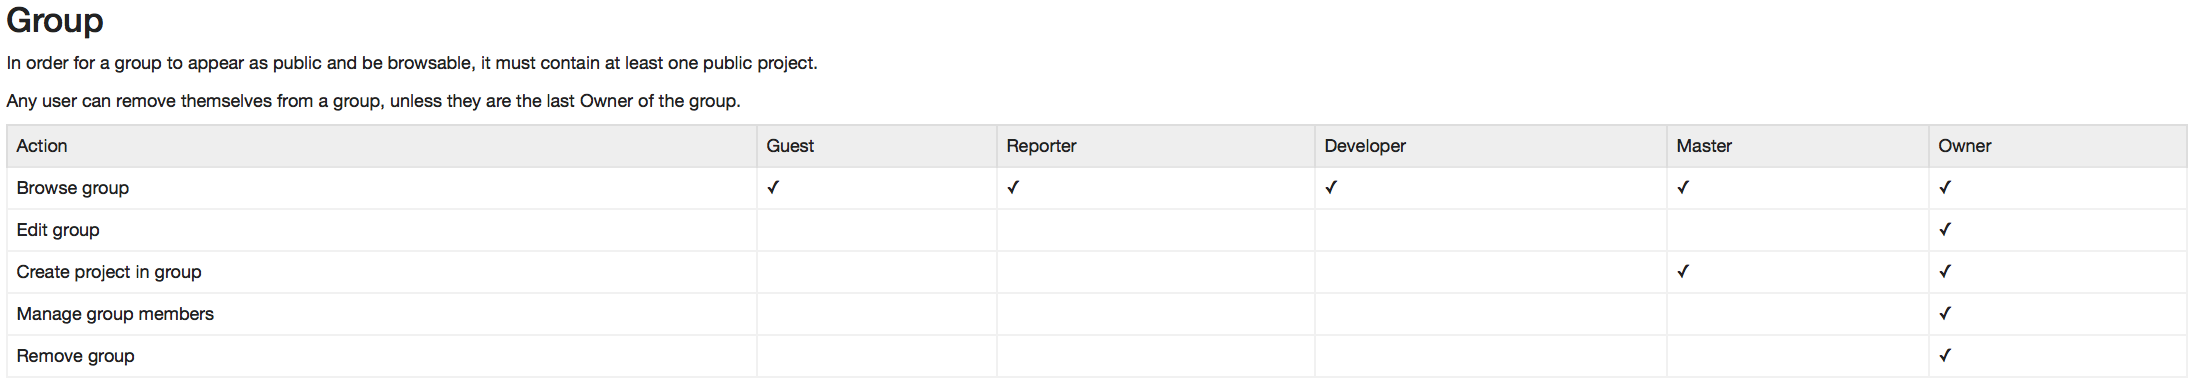 Group
In order for a group to appear as public and be browsable, it must contain at least one public project.
Any user can remove themselves from a group, unless they are the last Owner of the group.
Action Guest Reporter Developer Master Owner
Browse group ✓ ✓ ✓ ✓ ✓
Edit group ✓
Create project in group ✓ ✓
Manage group members ✓
Remove group ✓